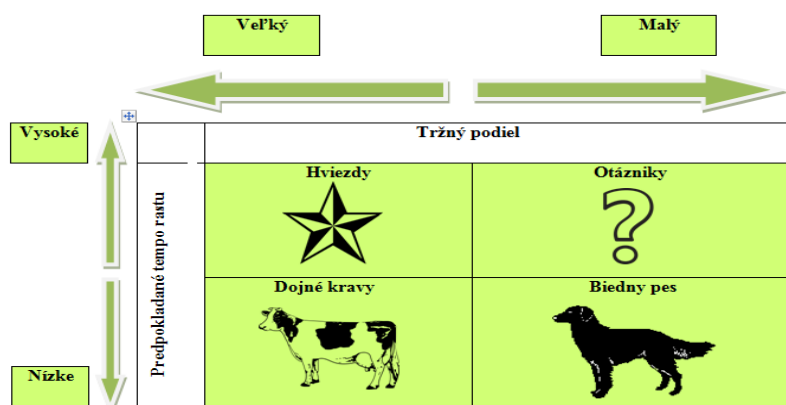 Veľký
Malý
Vysoké
Tržný podiel
Predpokladané tempo rastu
Hviezdy
Otázniky
Dojné kravy
Biedny pes
Nízke